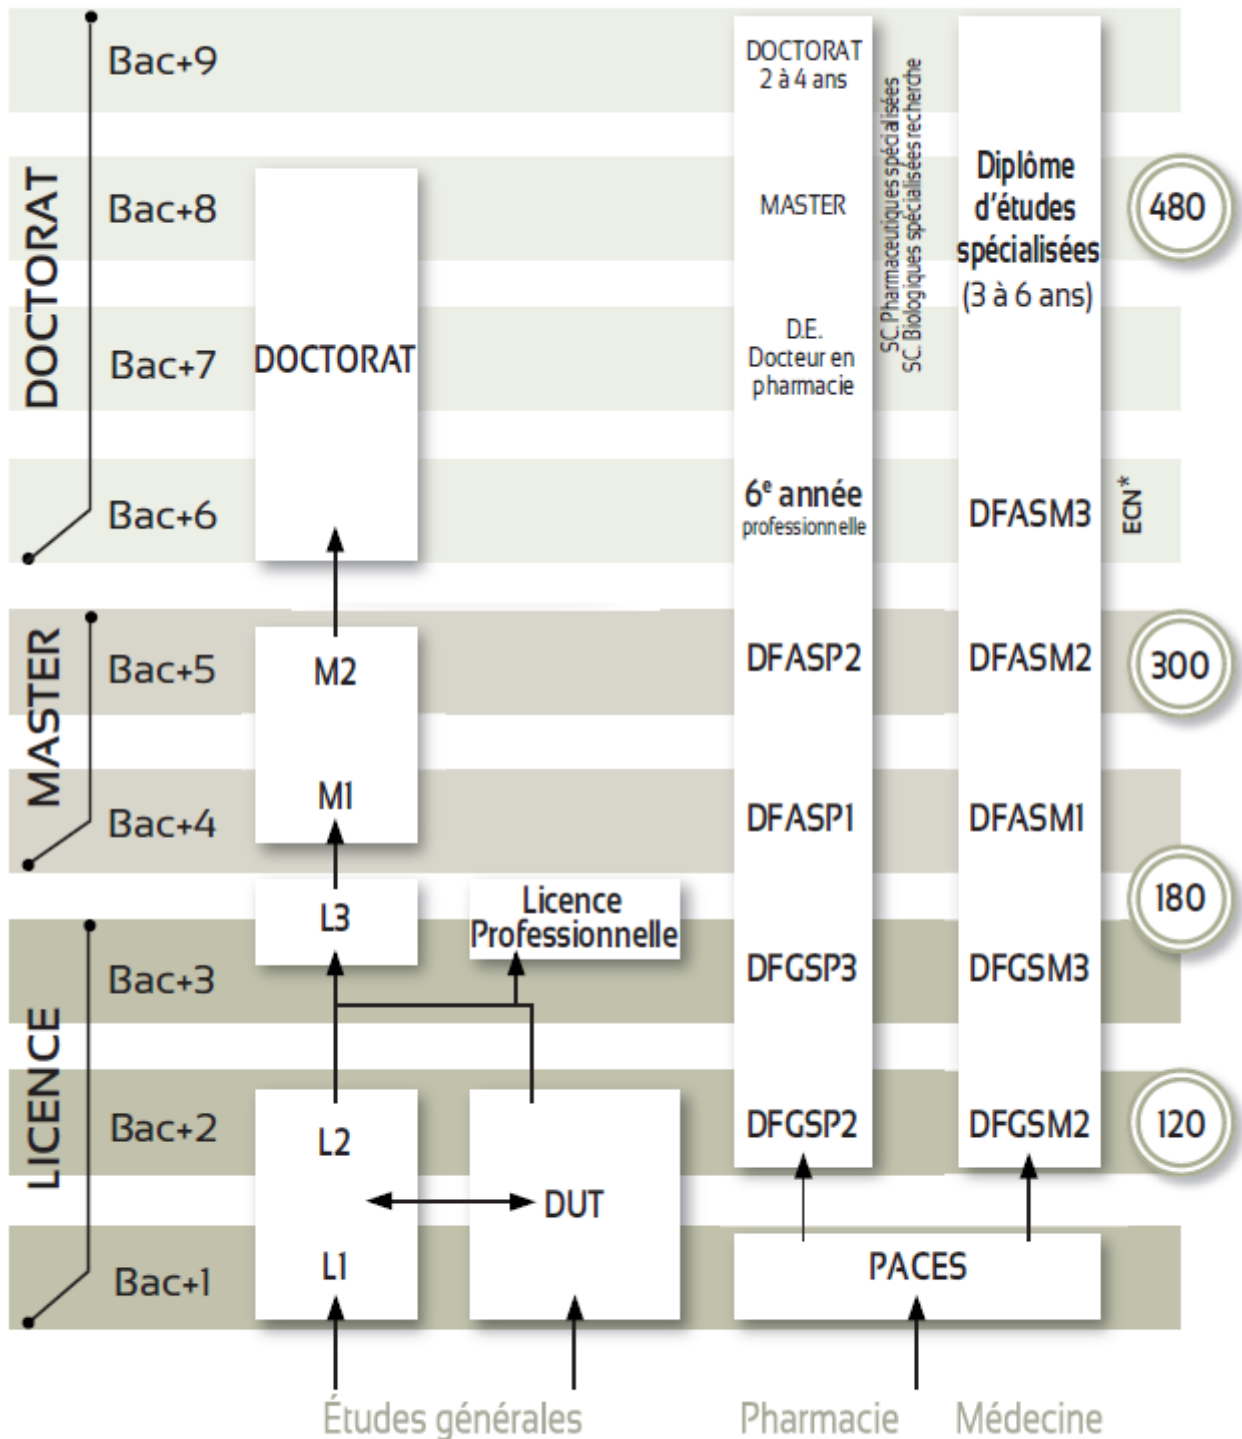 DOCTORAT
MASTER
LICENCE
Bac+9
Bac+8
Bac+7
Bac+6
Bac+5
Bac+4
Bac+3
Bac+2
Bac+1
DOCTORAT
M2
M1
L3
L2
L1
Licence
Professionnelle
DUT
DOCTORAT
2 à 4 ans
MASTER
D.E.
Docteur en
pharmacie
6e année
professionnelle
DFASP2
DFASP1
DFGSP3
DFGSP2
SC. Pharmaceutiques spécialisées
SC. Biologiques spécialisées recherche
Diplôme
d'études
spécialisées
(3 à 6 ans)
DFASM3
DFASM2
DFASM1
DFGSM3
DFGSM2
PACES
ECN*
480
300
180
120
Études générales
Pharmacie
Médecine